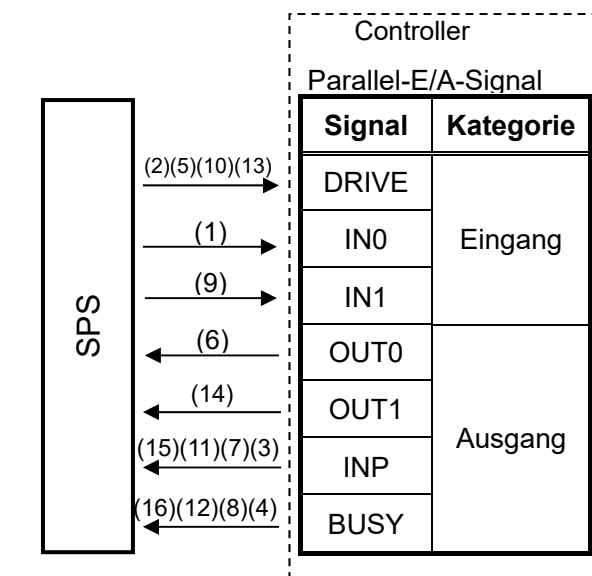 Controller
Parallel-E/A-Signal
Signal Kategorie
(2)(5)(10)(13) DRIVE
(1) IN0 Eingang
(9) IN1
SPS
(6) OUT0
(14) OUT1
Ausgang
(15)(11)(7)(3) INP
(16)(12)(8)(4) BUSY